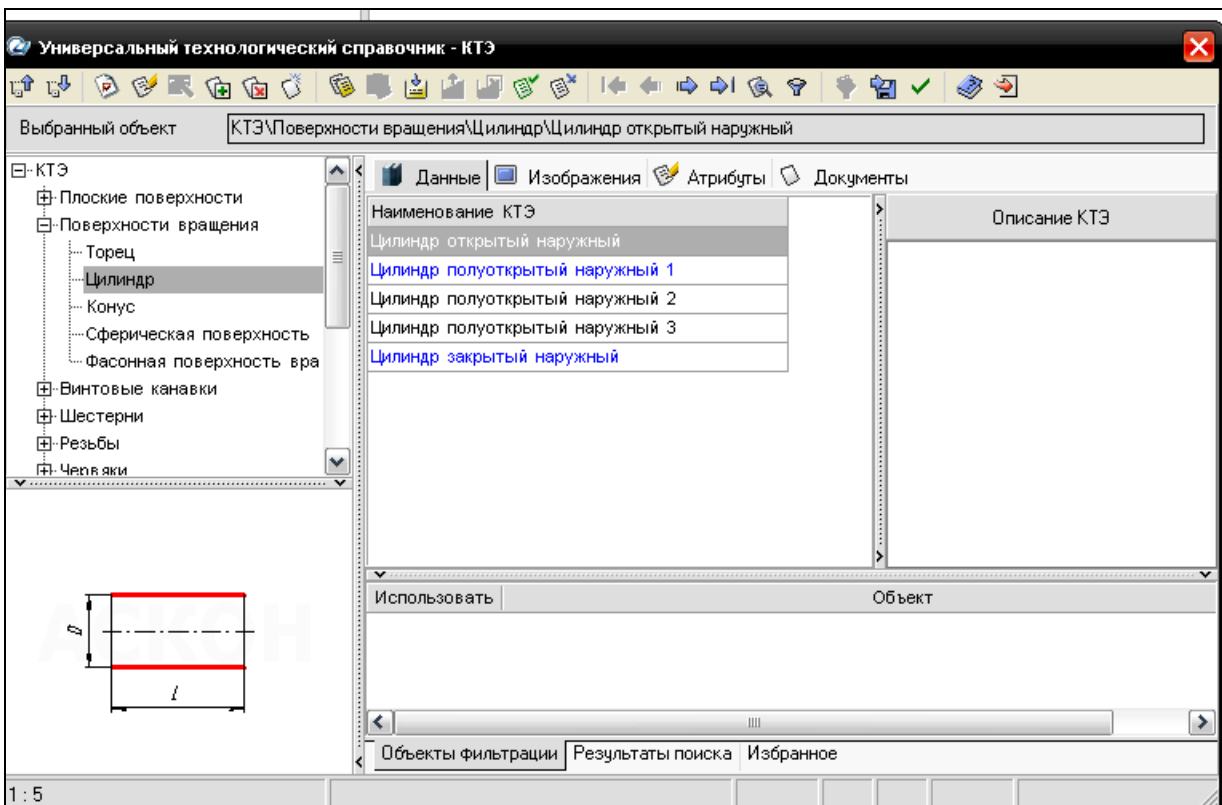 Универсальный технологический справочник - КТЭ
Выбранный объект КТЭ\Поверхности вращения\Цилиндр\Цилиндр открытый наружный
КТЭ
Плоские поверхности
Поверхности вращения
Торец
Цилиндр
Конус
Сферическая поверхность
Фасонная поверхность вра
Винтовые канавки
Шестерни
Резьбы
Червяки
Данные Изображения Атрибуты Документы
Наименование КТЭ
Цилиндр открытый наружный
Цилиндр полуоткрытый наружный 1
Цилиндр полуоткрытый наружный 2
Цилиндр полуоткрытый наружный 3
Цилиндр закрытый наружный
Описание КТЭ
АСКОН
D
l
Использовать Объект
Объекты фильтрации Результаты поиска Избранное
1 : 5